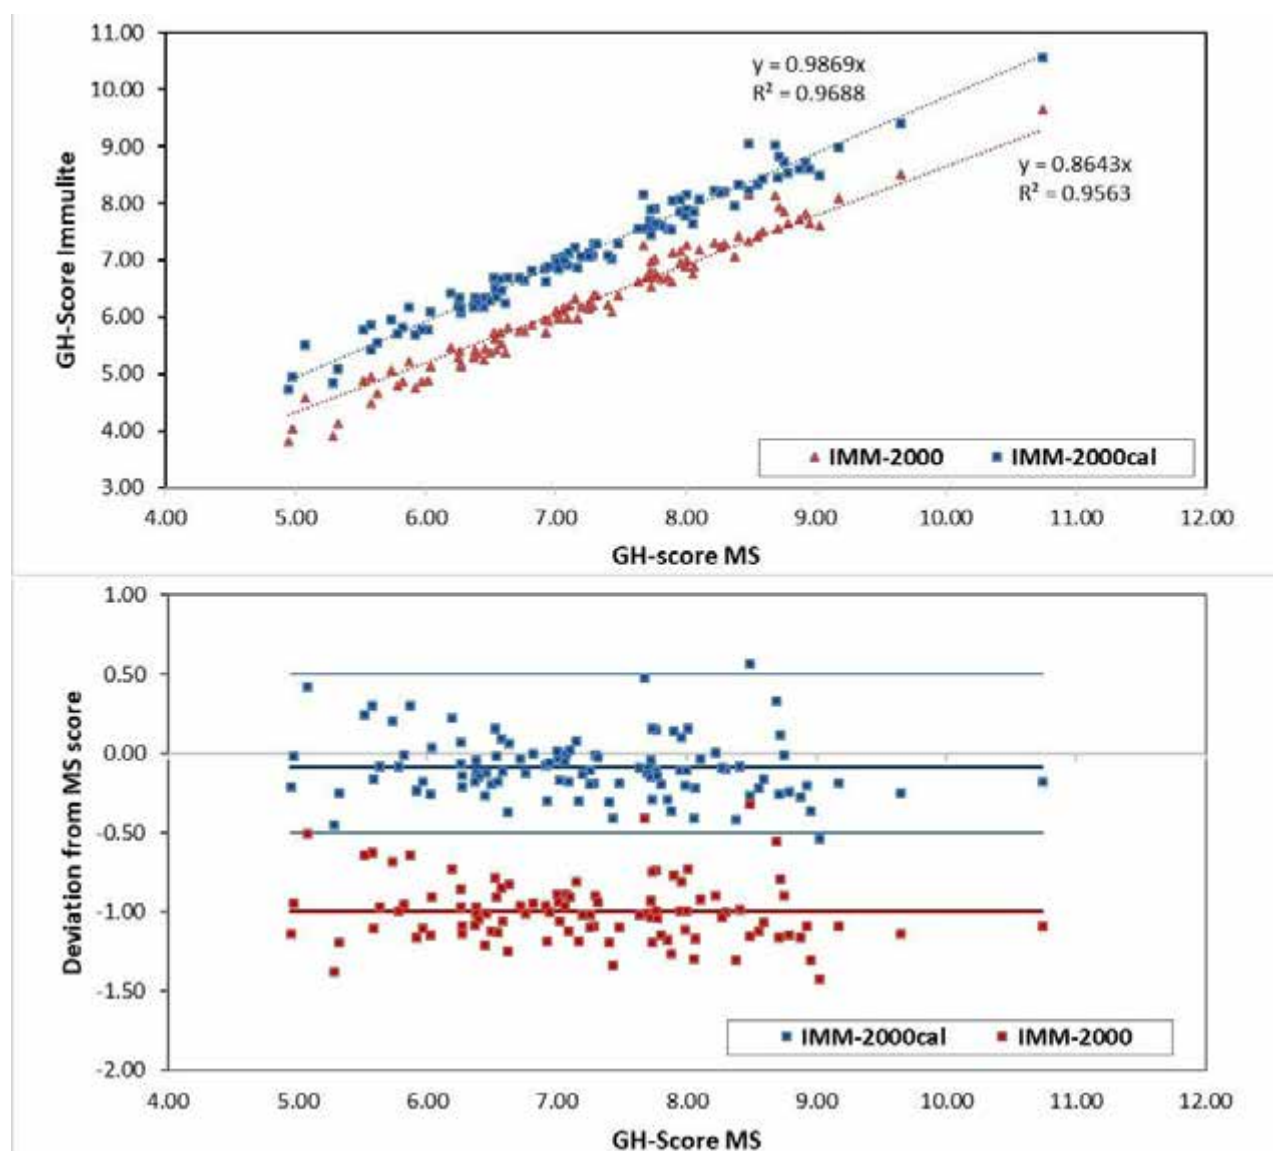 11.00
10.00
9.00
8.00
7.00
6.00
5.00
4.00
3.00
GH-Score Immulite
y = 0.9869x
R² = 0.9688
y = 0.8643x
R² = 0.9563
IMM-2000 IMM-2000cal
4.00 5.00 6.00 7.00 8.00 9.00 10.00 11.00 12.00
GH-score MS
1.00
0.50
0.00
-0.50
-1.00
-1.50
-2.00
Deviation from MS score
IMM-2000cal IMM-2000
4.00 5.00 6.00 7.00 8.00 9.00 10.00 11.00 12.00
GH-Score MS